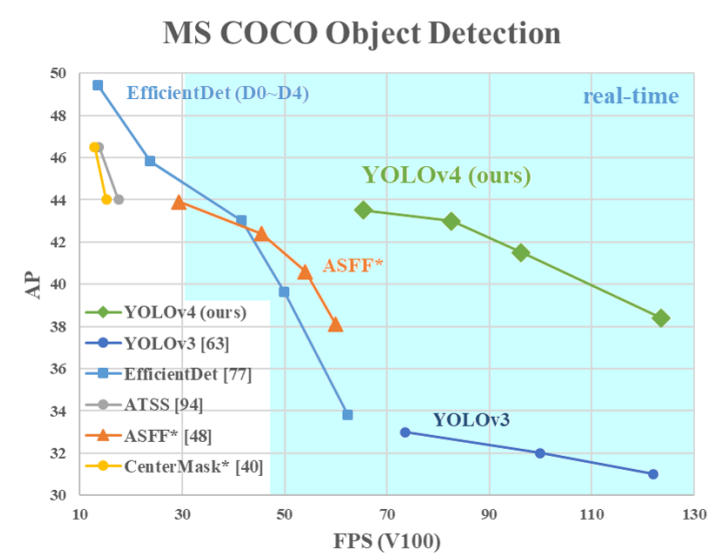 MS COCO Object Detection
50
48
46
44
42
40
38
36
34
32
30
AP
EfficientDet (D0~D4)
real-time
YOLOv4 (ours)
ASFF*
YOLOv3
YOLOv4 (ours)
YOLOv3 [63]
EfficientDet [77]
ATSS [94]
ASFF* [48]
CenterMask* [40]
10
30
50
70
90
110
130
FPS (V100)